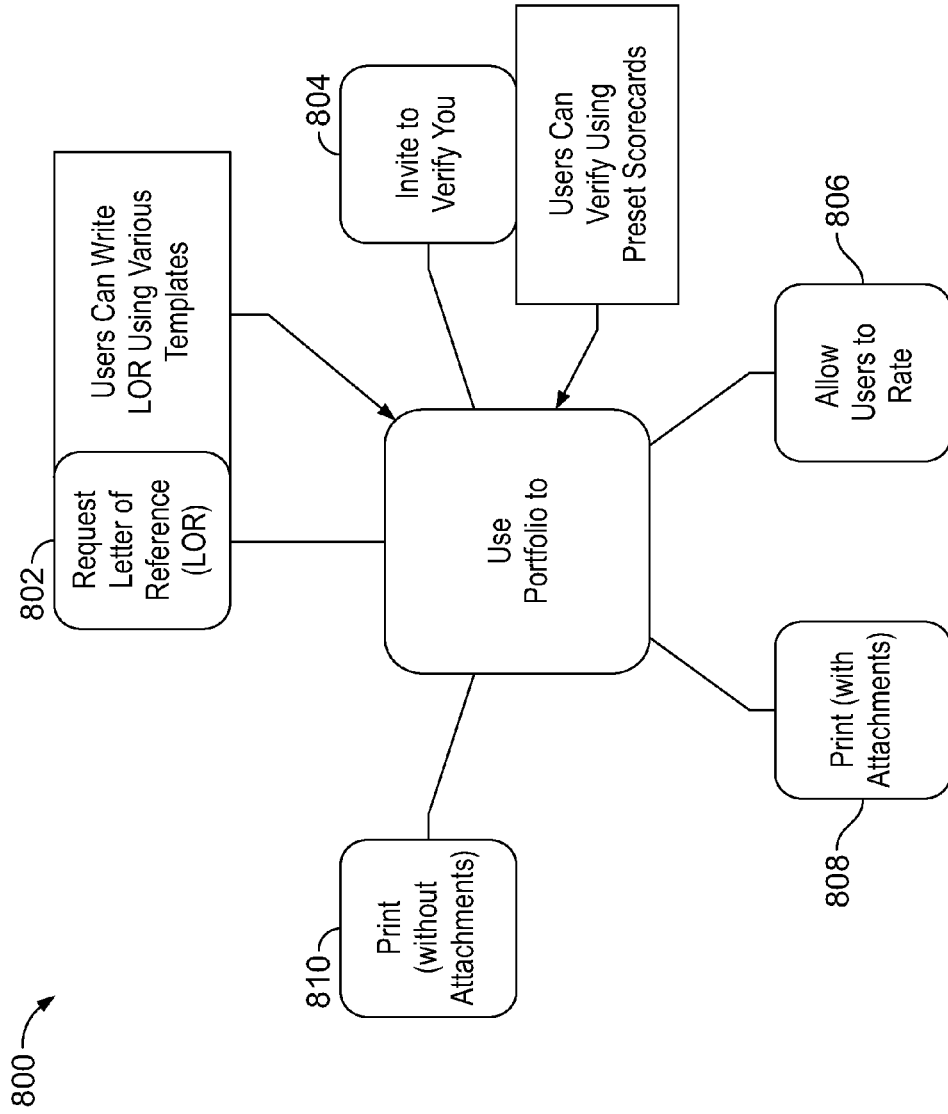 800
802
Request
Letter of
Reference
(LOR)
Users Can Write
LOR Using Various
Templates
804
Invite to
Verify You
Users Can
Verify Using
Preset Scorecards
Use
Portfolio to
810
Print
(without
Attachments)
808
Print (with
Attachments)
806
Allow
Users to
Rate